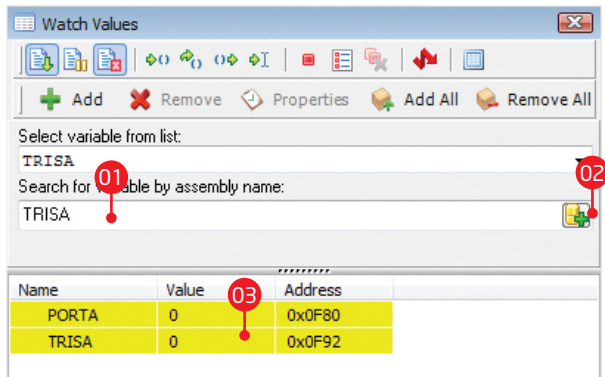 Watch Values
Add Remove Properties Add All Remove All
Select variable from list:
TRISA
01
02
Search for variable by assembly name:
TRISA
03
Name Value Address
PORTA 0 0x0F80
TRISA 0 0x0F92